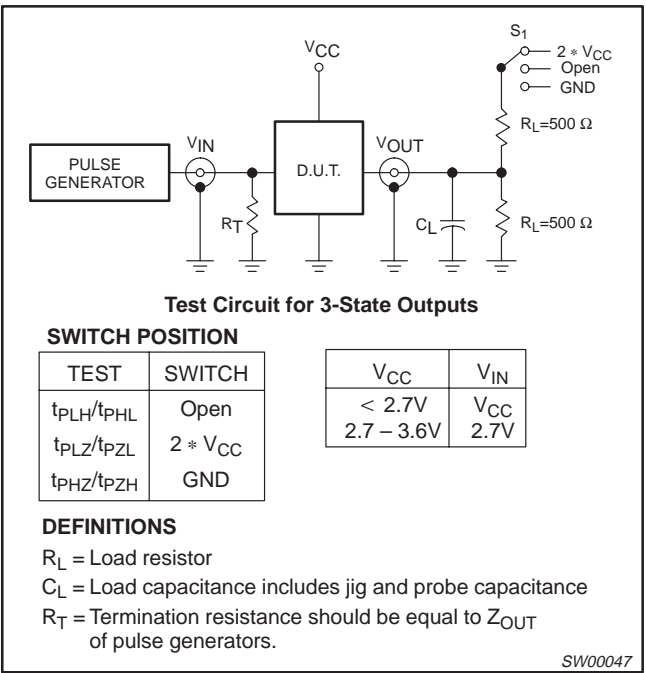 S1
2 * VCC
Open
GND
VCC
RL=500 Ω
VIN
VOUT
PULSE
GENERATOR
D.U.T.
RT
CL
RL=500 Ω
Test Circuit for 3-State Outputs
SWITCH POSITION
TEST SWITCH
tPLH/tPHL Open
tPLZ/tPZL 2 * VCC
tPHZ/tPZH GND
VCC VIN
< 2.7V VCC
2.7 – 3.6V 2.7V
DEFINITIONS
RL = Load resistor
CL = Load capacitance includes jig and probe capacitance
RT = Termination resistance should be equal to ZOUT
of pulse generators.
SW00047